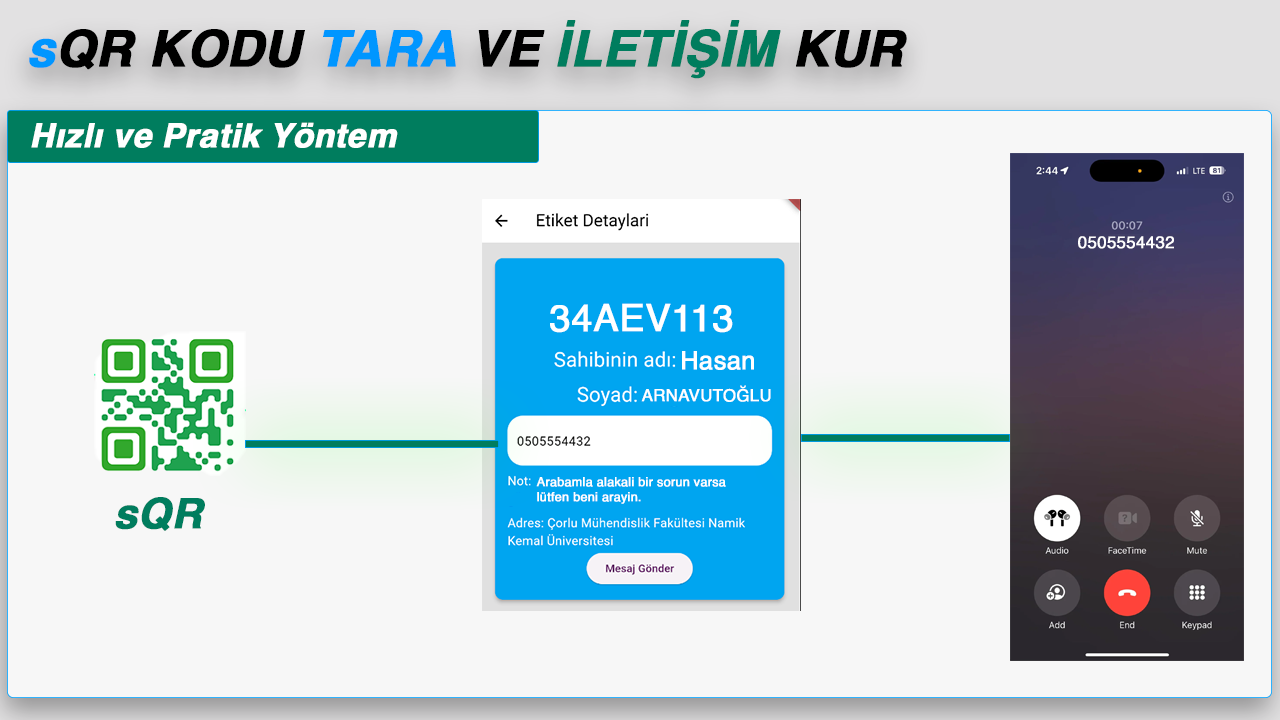 sQR KODU TARA VE İLETİŞİM KUR
Hızlı ve Pratik Yöntem
sQR
Etiket Detaylari
34AEV113
Sahibinin adı: Hasan
Soyad: ARNAVUTOĞLU
0505554432
Not: Arabamla alakali bir sorun varsa
lütfen beni arayin.
Adres: Çorlu Mühendislik Fakültesi Namik
Kemal Üniversitesi
Mesaj Gönder
2:44 LTE 81
00:07
0505554432
Audio FaceTime Mute
Add End Keypad